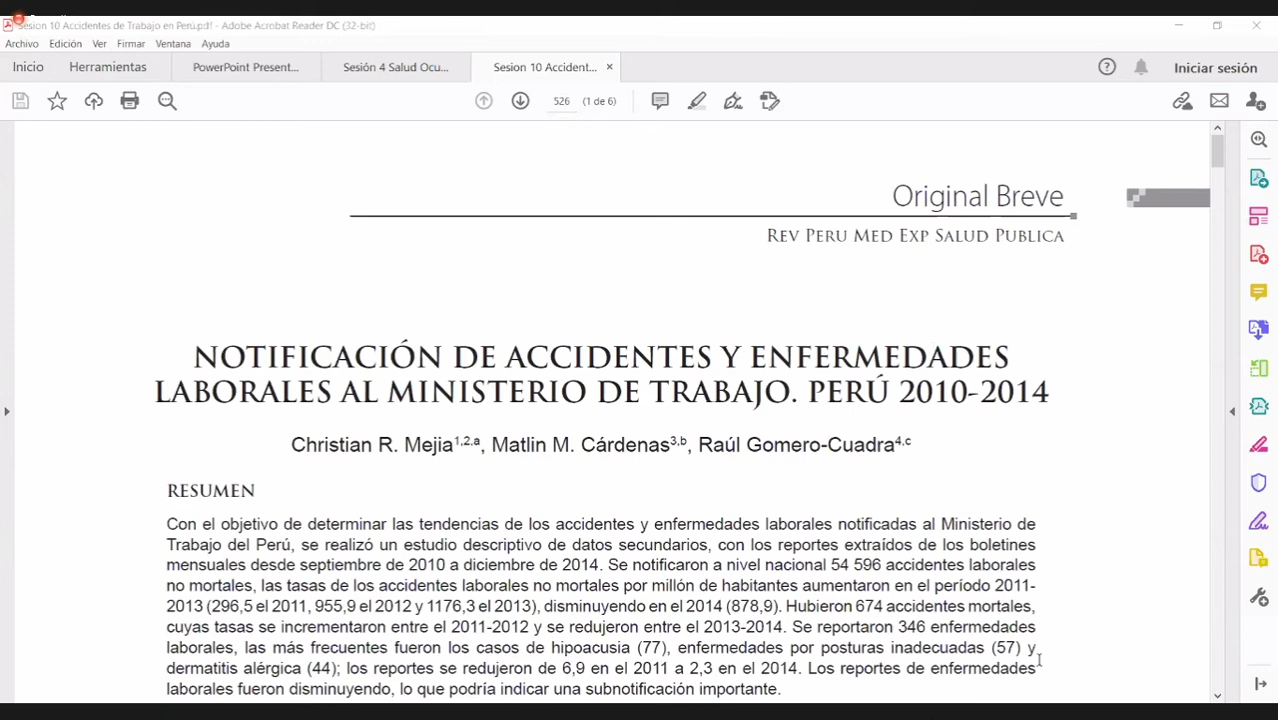 Sesion 10 Accidentes de Trabajo en Perú.pdf - Adobe Acrobat Reader DC (32-bit)
Archivo Edición Ver Firmar Ventana Ayuda
Inicio Herramientas PowerPoint Present... Sesión 4 Salud Ocu... Sesion 10 Accident... × Iniciar sesión
526 (1 de 6)
Original Breve
Rev Peru Med Exp Salud Publica
NOTIFICACIÓN DE ACCIDENTES Y ENFERMEDADES
LABORALES AL MINISTERIO DE TRABAJO. PERÚ 2010-2014
Christian R. Mejia1,2,a, Matlin M. Cárdenas3,b, Raúl Gomero-Cuadra4,c
RESUMEN
Con el objetivo de determinar las tendencias de los accidentes y enfermedades laborales notificadas al Ministerio de
Trabajo del Perú, se realizó un estudio descriptivo de datos secundarios, con los reportes extraídos de los boletines
mensuales desde septiembre de 2010 a diciembre de 2014. Se notificaron a nivel nacional 54 596 accidentes laborales
no mortales, las tasas de los accidentes laborales no mortales por millón de habitantes aumentaron en el período 2011-
2013 (296,5 el 2011, 955,9 el 2012 y 1176,3 el 2013), disminuyendo en el 2014 (878,9). Hubieron 674 accidentes mortales,
cuyas tasas se incrementaron entre el 2011-2012 y se redujeron entre el 2013-2014. Se reportaron 346 enfermedades
laborales, las más frecuentes fueron los casos de hipoacusia (77), enfermedades por posturas inadecuadas (57) y
dermatitis alérgica (44); los reportes se redujeron de 6,9 en el 2011 a 2,3 en el 2014. Los reportes de enfermedades
laborales fueron disminuyendo, lo que podría indicar una subnotificación importante.